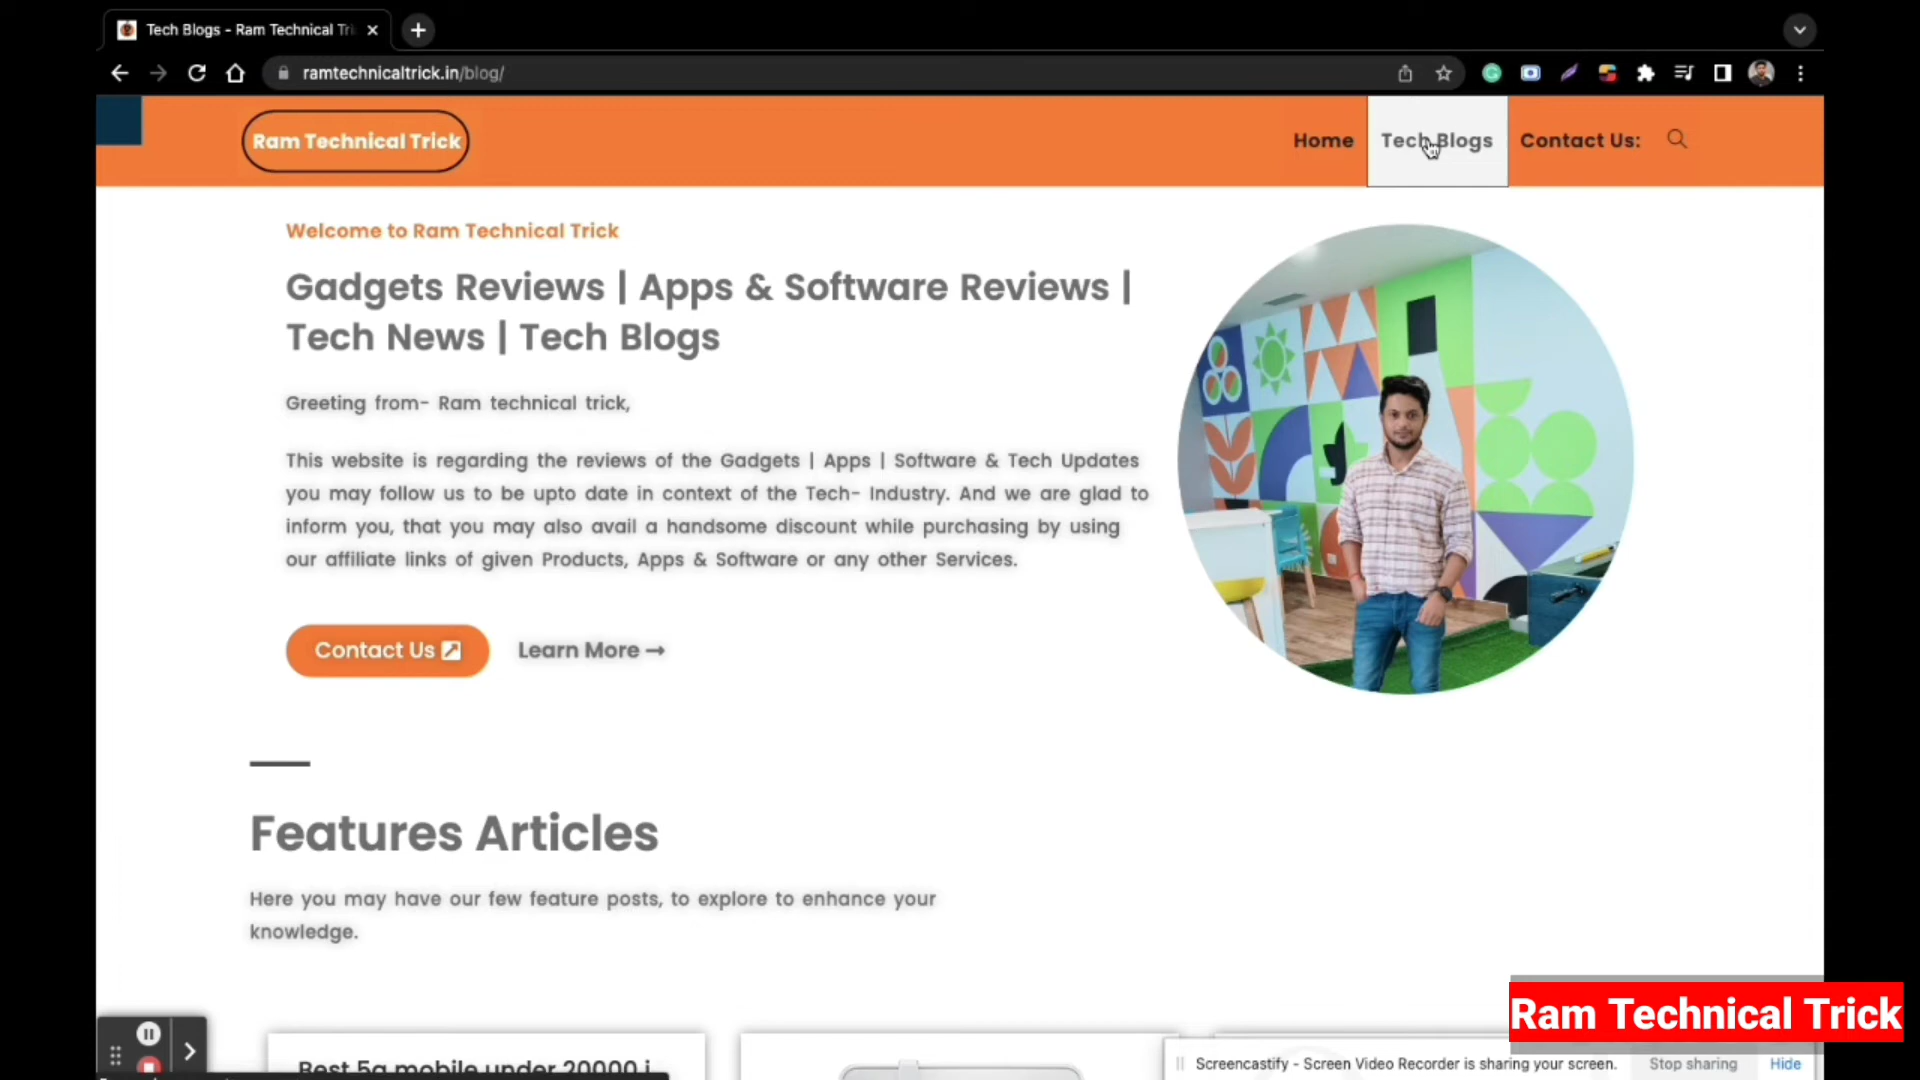 Tech Blogs - Ram Technical Tri
ramtechnicaltrick.in/blog/
Ram Technical Trick
Home
Tech Blogs
Contact Us:
Welcome to Ram Technical Trick
Gadgets Reviews | Apps & Software Reviews |
Tech News | Tech Blogs
Greeting from- Ram technical trick,
This website is regarding the reviews of the Gadgets | Apps | Software & Tech Updates
you may follow us to be upto date in context of the Tech- Industry. And we are glad to
inform you, that you may also avail a handsome discount while purchasing by using
our affiliate links of given Products, Apps & Software or any other Services.
Contact Us
Learn More →
Features Articles
Here you may have our few feature posts, to explore to enhance your
knowledge.
Best 5g mobile under 20000 i
Ram Technical Trick
Screencastify - Screen Video Recorder is sharing your screen.
Stop sharing
Hide